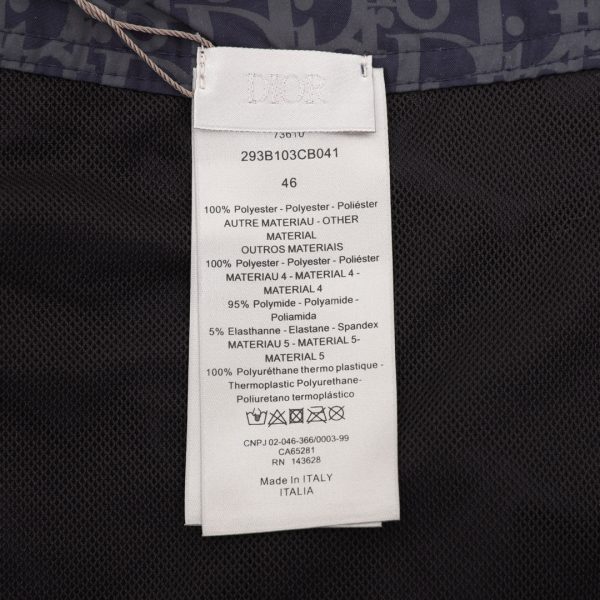 DIOR
73610
293B103CB041
46
100% Polyester - Polyester - Poliéster
AUTRE MATERIAU - OTHER
MATERIAL
OUTROS MATERIAIS
100% Polyester - Polyester - Poliéster
MATERIAU 4 - MATERIAL 4 -
MATERIAL 4
95% Polymide - Polyamide -
Poliamida
5% Elasthanne - Elastane - Spandex
MATERIAU 5 - MATERIAL 5-
MATERIAL 5
100% Polyuréthane thermo plastique -
Thermoplastic Polyurethane-
Poliuretano termoplástico
CNPJ 02-046-366/0003-99
CA65281
RN 143628
Made In ITALY
ITALIA